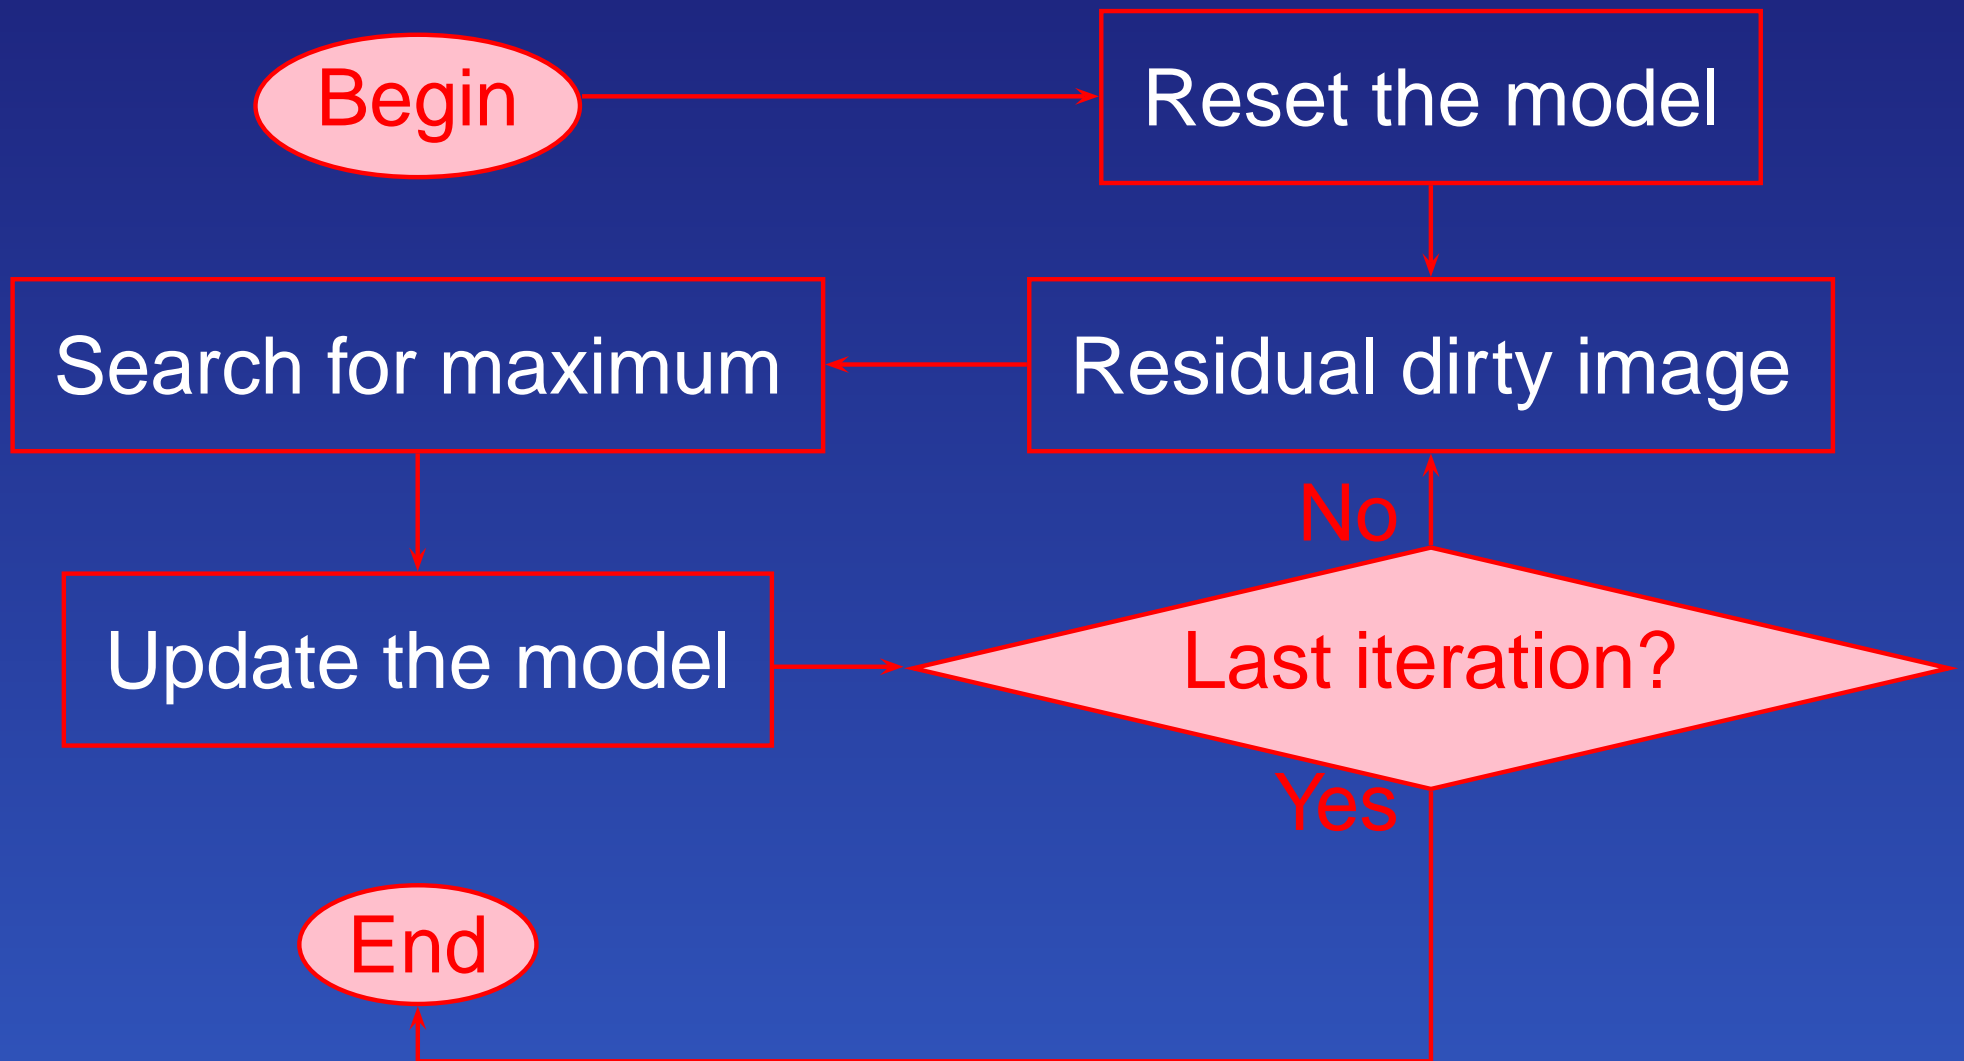 Begin
Reset the model
Search for maximum
Residual dirty image
No
Update the model
Last iteration?
Yes
End